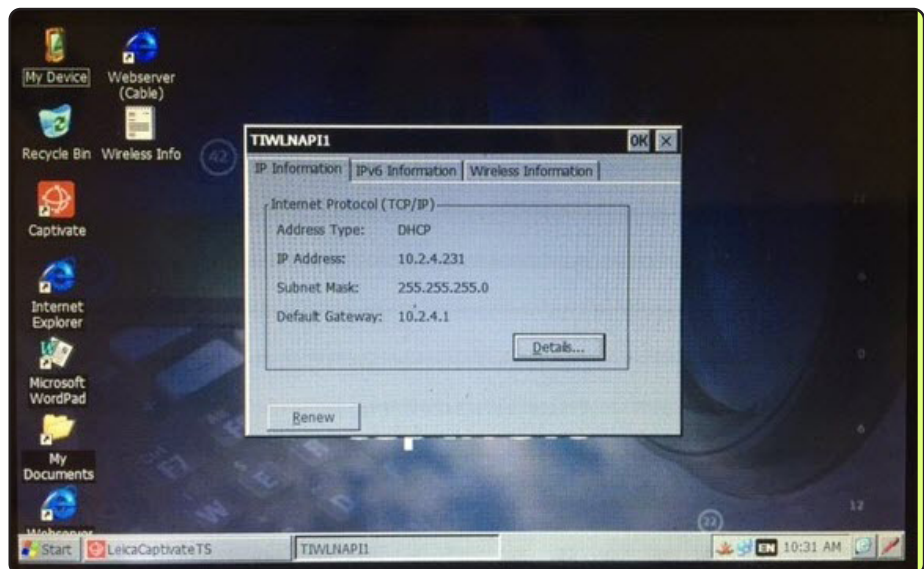 My Device
Webserver
(Cable)
Recycle Bin
Wireless Info
42
Captivate
Internet
Explorer
Microsoft
WordPad
My
Documents
TIWLNAPI1
OK
IP Information
IPv6 Information
Wireless Information
Internet Protocol (TCP/IP)
Address Type: DHCP
IP Address: 10.2.4.231
Subnet Mask: 255.255.255.0
Default Gateway: 10.2.4.1
Details...
Renew
22
12
Start
LeicaCaptivateTS
TIWLNAPI1
EN
10:31 AM